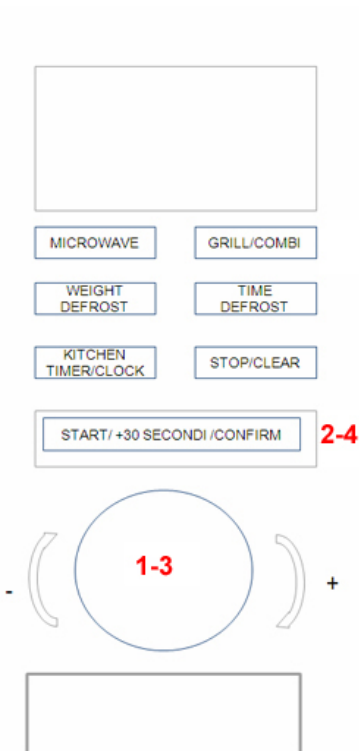 MICROWAVE
GRILL/COMBI
WEIGHT
DEFROST
TIME
DEFROST
KITCHEN
TIMER/CLOCK
STOP/CLEAR
START/ +30 SECONDI /CONFIRM
2-4
1-3
-
+